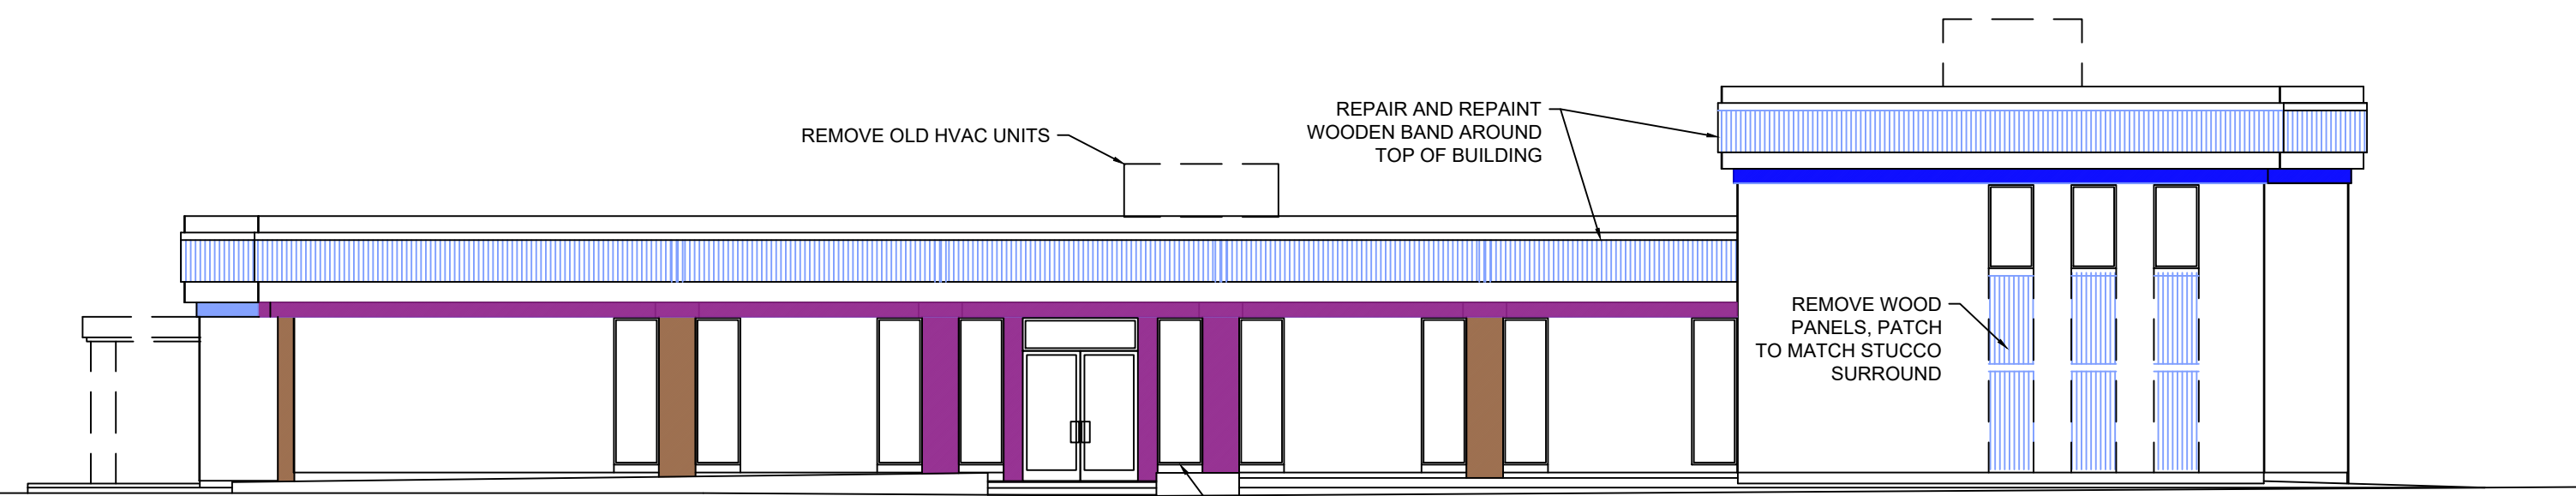 REMOVE OLD HVAC UNITS
REPAIR AND REPAINT
WOODEN BAND AROUND
TOP OF BUILDING
REMOVE WOOD
PANELS, PATCH
TO MATCH STUCCO
SURROUND